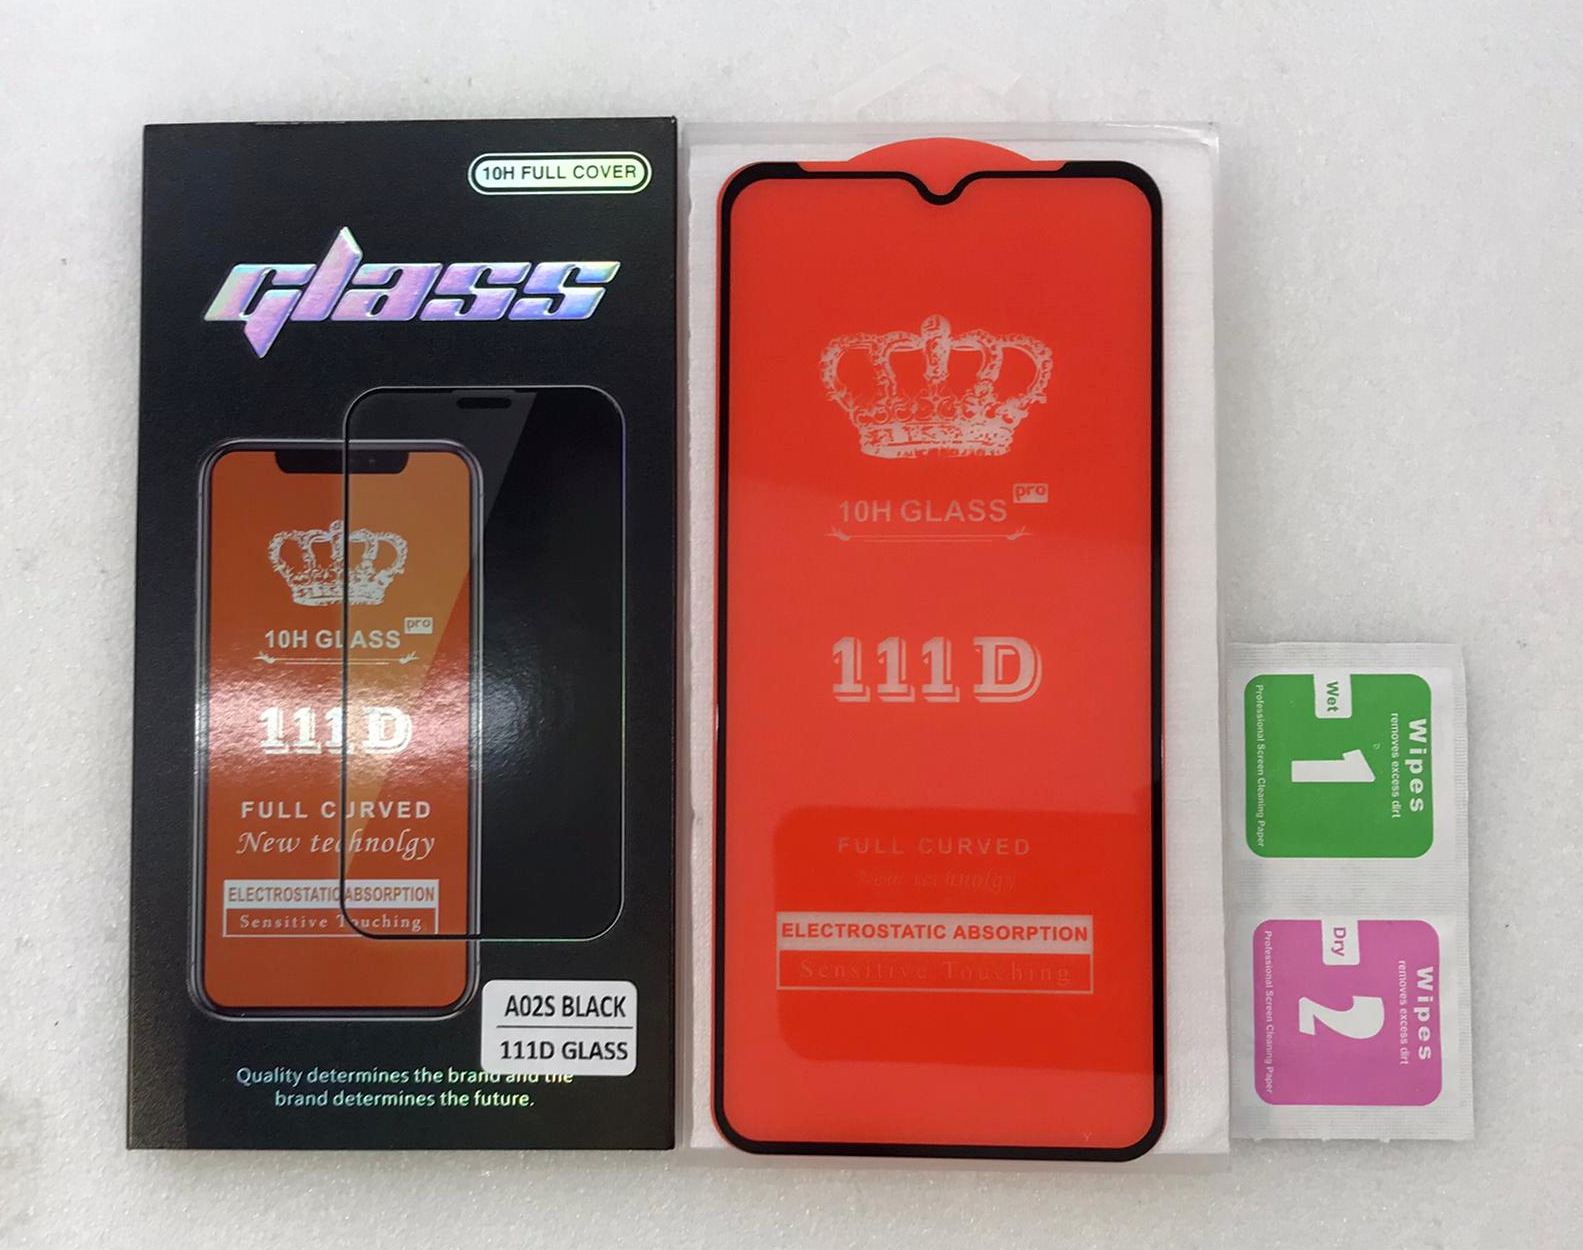 10H FULL COVER
glass
10H GLASS pro
111D
FULL CURVED
New technolgy
ELECTROSTATIC ABSORPTION
Sensitive Touching
A02S BLACK
111D GLASS
Quality determines the brand and the
brand determines the future.
10H GLASS pro
111D
FULL CURVED
New technolgy
ELECTROSTATIC ABSORPTION
Sensitive Touching
Wipes
removes excess dirt
Wet
1
Professional Screen Cleaning Paper
Wipes
removes excess dirt
Dry
2
Professional Screen Cleaning Paper